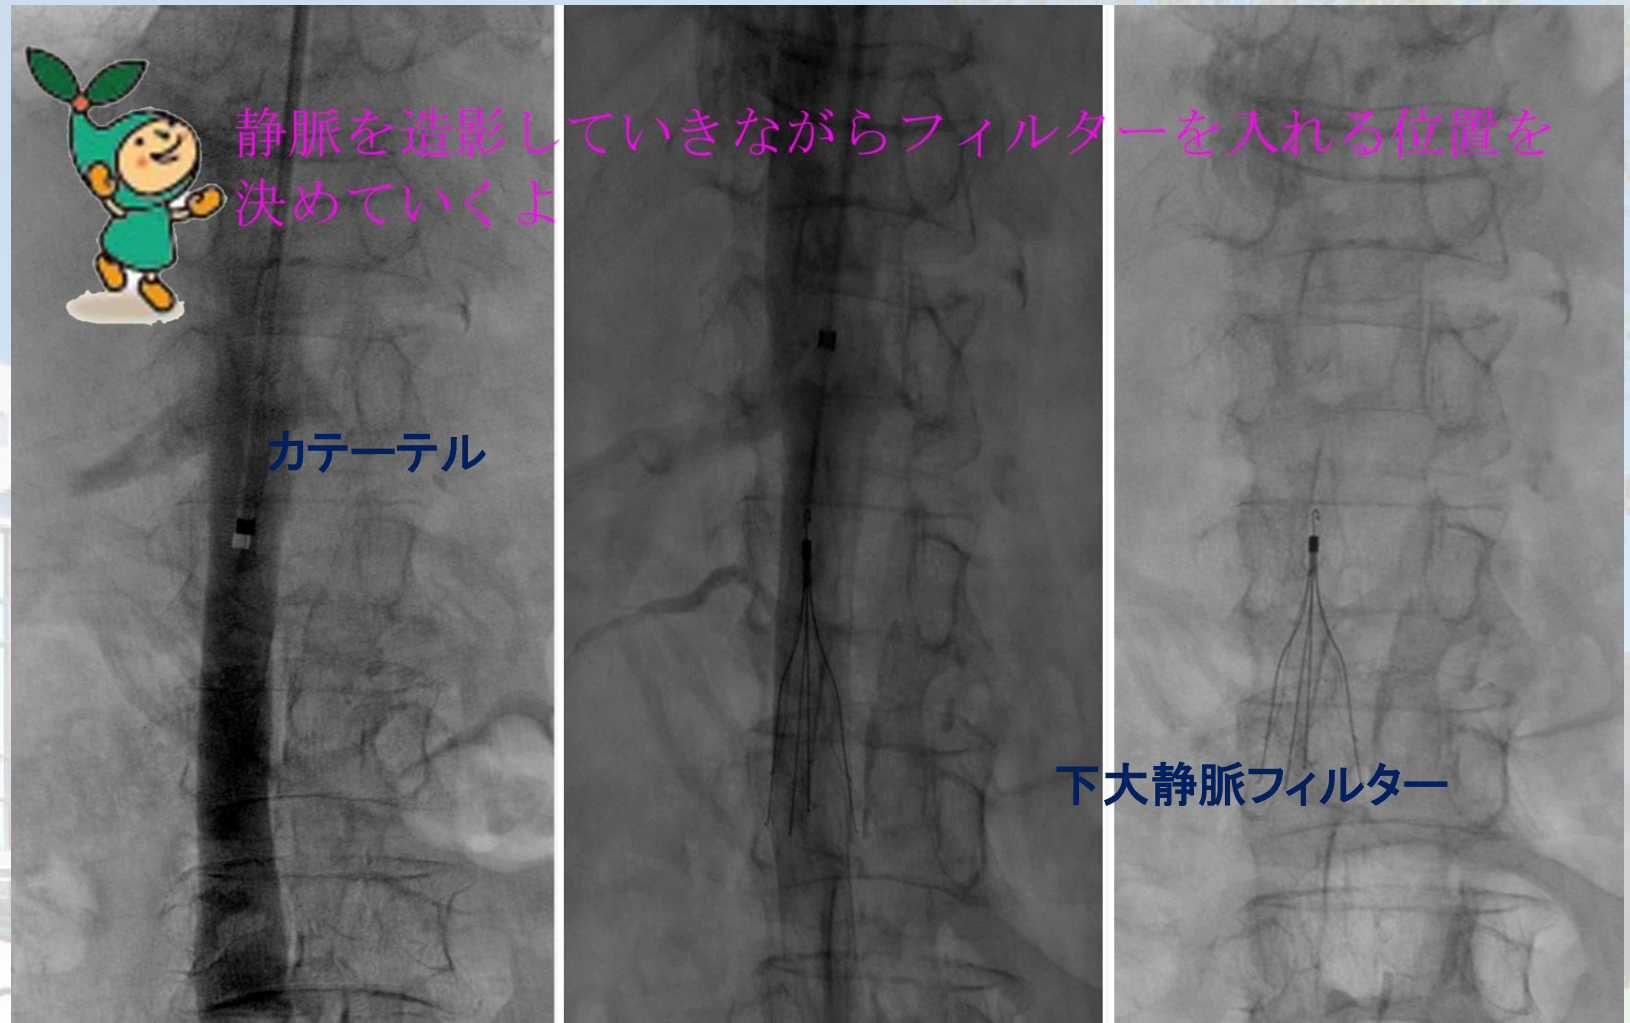 静脈を造影していきながらフィルターを入れる位置を
決めていくよ
カテーテル
下大静脈フィルター